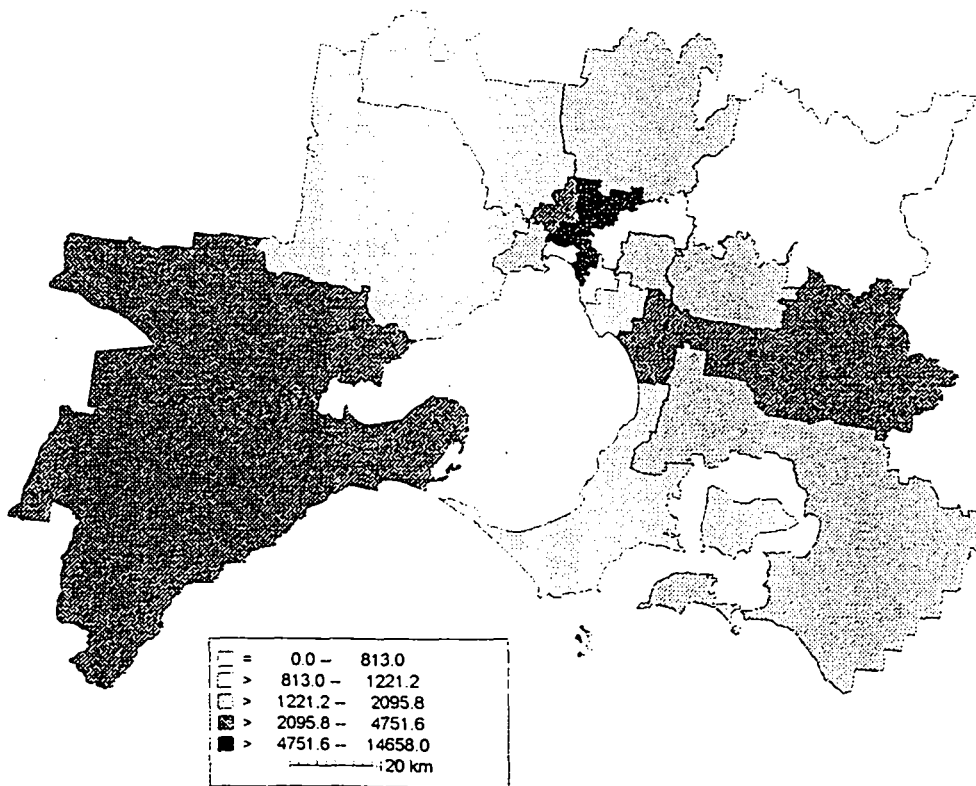 = 0.0 -- 813.0
> 813.0 -- 1221.2
> 1221.2 -- 2095.8
> 2095.8 -- 4751.6
> 4751.6 -- 14658.0
20 km